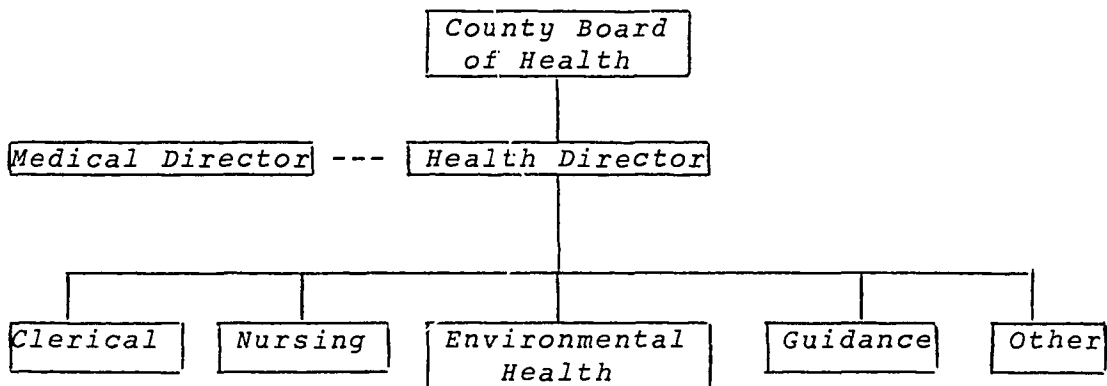 County Board
of Health
Medical Director --- Health Director
Clerical Nursing Environmental Guidance Other
Health